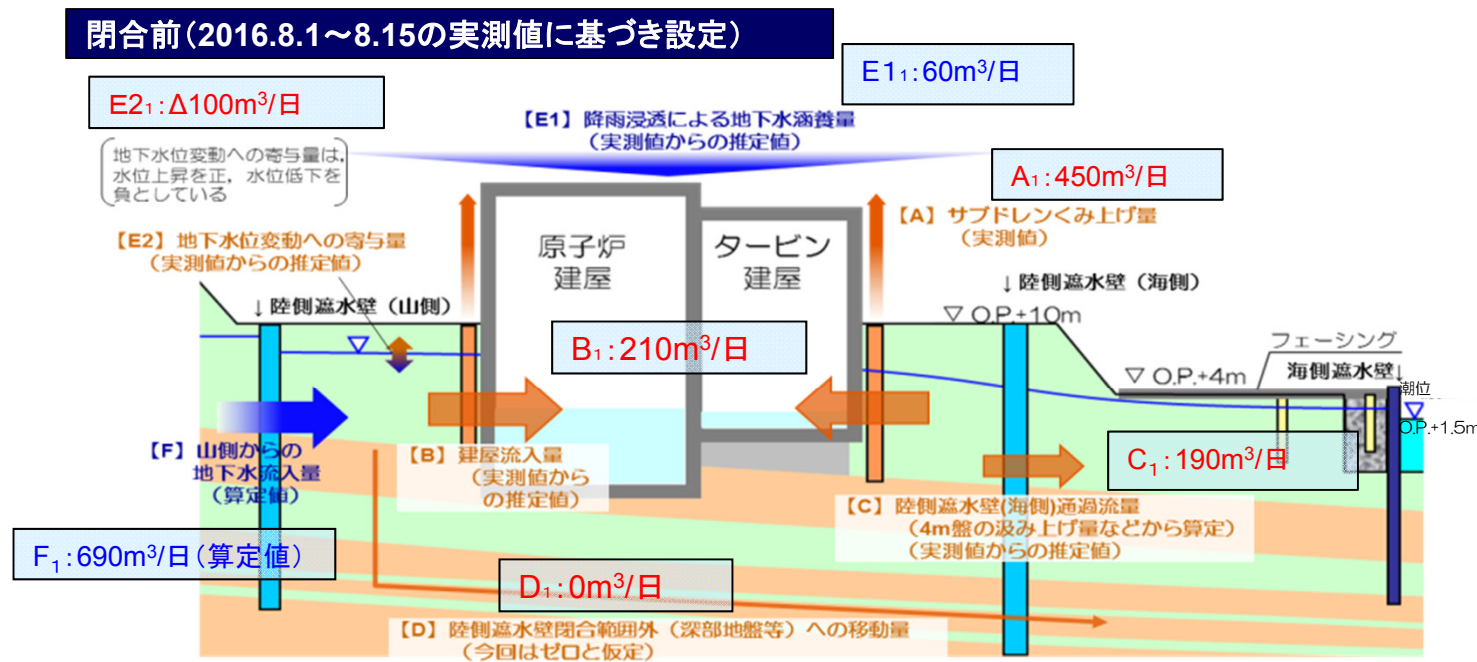 閉合前(2016.8.1～8.15の実測値に基づき設定)
E2₁:Δ100m³/日
E1₁:60m³/日
地下水位変動への寄与量は，
水位上昇を正，水位低下を
負としている
【E1】降雨浸透による地下水涵養量
(実測値からの推定値)
A₁:450m³/日
【A】サブドレンくみ上げ量
(実測値)
【E2】地下水位変動への寄与量
(実測値からの推定値)
原子炉
建屋
タービン
建屋
↓陸側遮水壁(山側)
↓陸側遮水壁(海側)
▽ O.P.+10m
B₁:210m³/日
フェーシング
▽ O.P.+4m
海側遮水壁↓
潮位
O.P.+1.5m
【F】山側からの
地下水流入量
(算定値)
【B】建屋流入量
(実測値から
の推定値)
C₁:190m³/日
【C】陸側遮水壁(海側)通過流量
(4m盤の汲み上げ量などから算定)
(実測値からの推定値)
F₁:690m³/日(算定値)
D₁:0m³/日
【D】陸側遮水壁閉合範囲外(深部地盤等)への移動量
(今回はゼロと仮定)